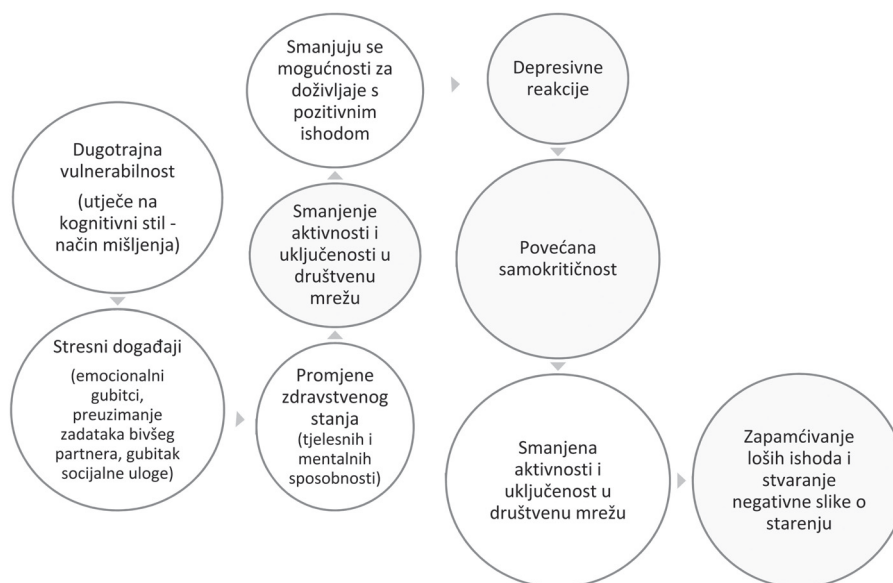 Dugotrajna
vulnerabilnost
(utječe na
kognitivni stil -
način mišljenja)
Stresni događaji
(emocionalni
gubitci,
preuzimanje
zadataka bivšeg
partnera, gubitak
socijalne uloge)
Promjene
zdravstvenog
stanja
(tjelesnih i
mentalnih
sposobnosti)
Smanjenje
aktivnosti i
uključenosti u
društvenu
mrežu
Smanjuju se
mogućnosti za
doživljaje s
pozitivnim
ishodom
Depresivne
reakcije
Povećana
samokritičnost
Smanjena
aktivnosti i
uključenost u
društvenu mrežu
Zapamćivanje
loših ishoda i
stvaranje
negativne slike o
starenju